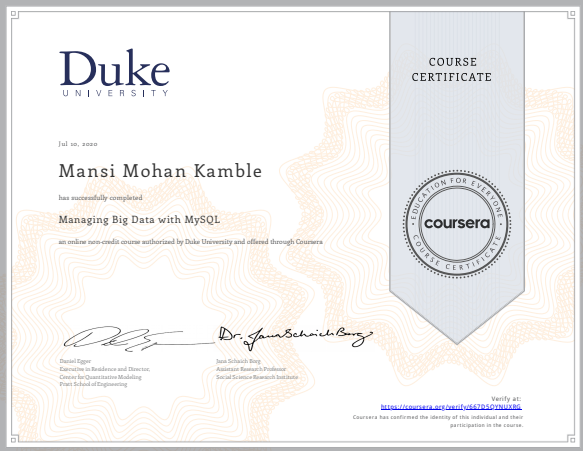 Duke
UNIVERSITY
COURSE
CERTIFICATE
Jul 10, 2020
Mansi Mohan Kamble
has successfully completed
Managing Big Data with MySQL
an online non-credit course authorized by Duke University and offered through Coursera
EDUCATION FOR EVERYONE
coursera
COURSE CERTIFICATE
Dr. Jana Schaich Borg
Daniel Egger
Executive in Residence and Director,
Center for Quantitative Modeling
Pratt School of Engineering
Jana Schaich Borg
Assistant Research Professor
Social Science Research Institute
Verify at:
https://coursera.org/verify/667D5QYNUXRG
Coursera has confirmed the identity of this individual and their
participation in the course.